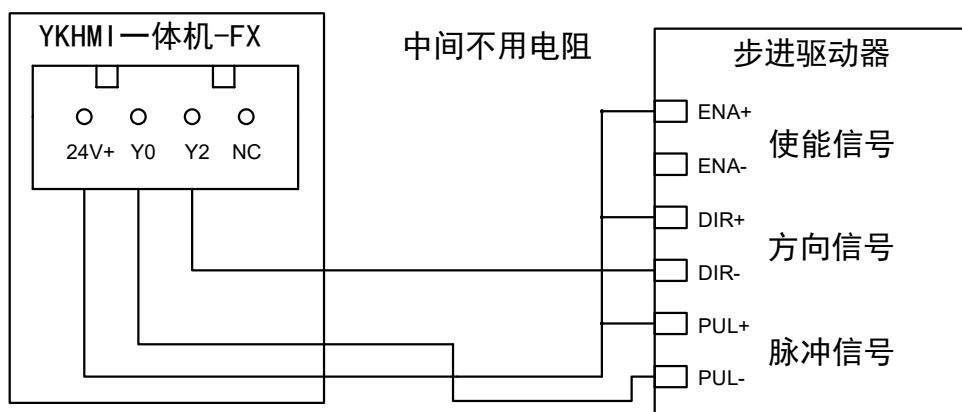 YKHMI一体机-FX
中间不用电阻
步进驱动器
24V+ Y0 Y2 NC
ENA+
使能信号
ENA-
DIR+
方向信号
DIR-
PUL+
脉冲信号
PUL-